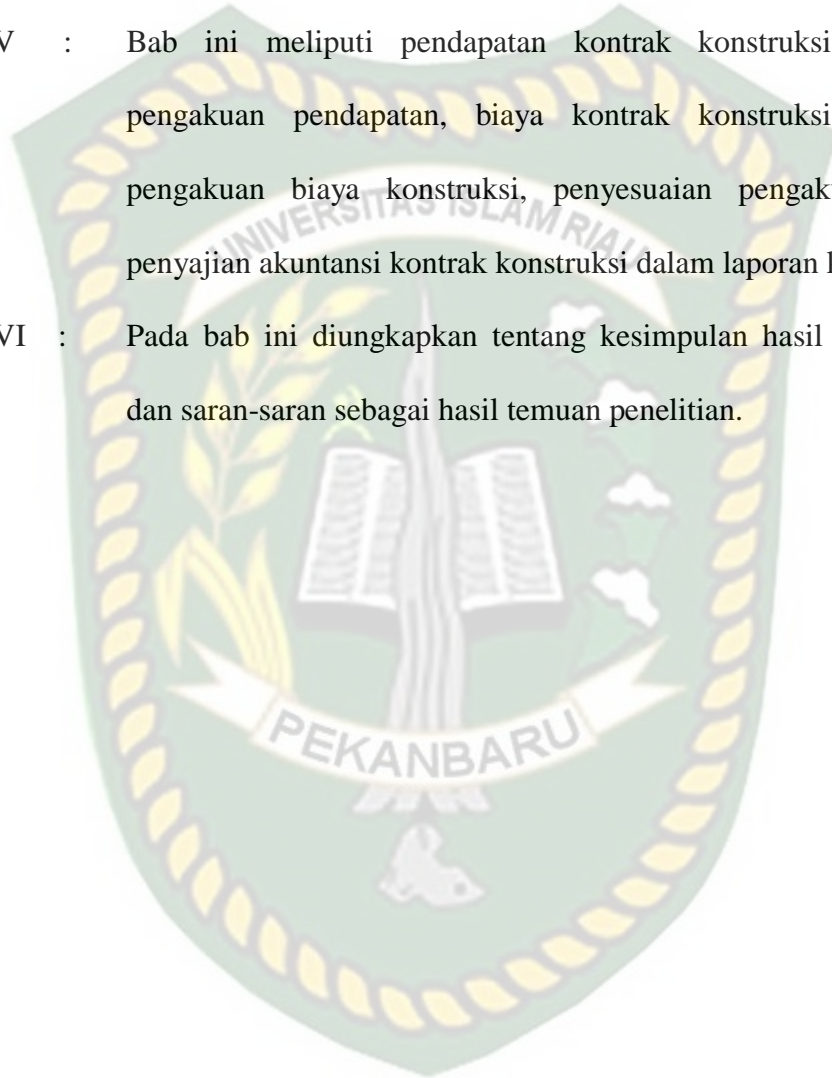 V : Bab ini meliputi pendapatan kontrak konstruksi
pengakuan pendapatan, biaya kontrak konstruksi
pengakuan biaya konstruksi, penyesuaian
penyajian akuntansi kontrak konstruksi dalam laporan
VI : Pada bab ini diungkapkan tentang kesimpulan hasil
dan saran-saran sebagai hasil temuan penelitian.
UNIVERSITAS ISLAM RIAU
PEKANBARU